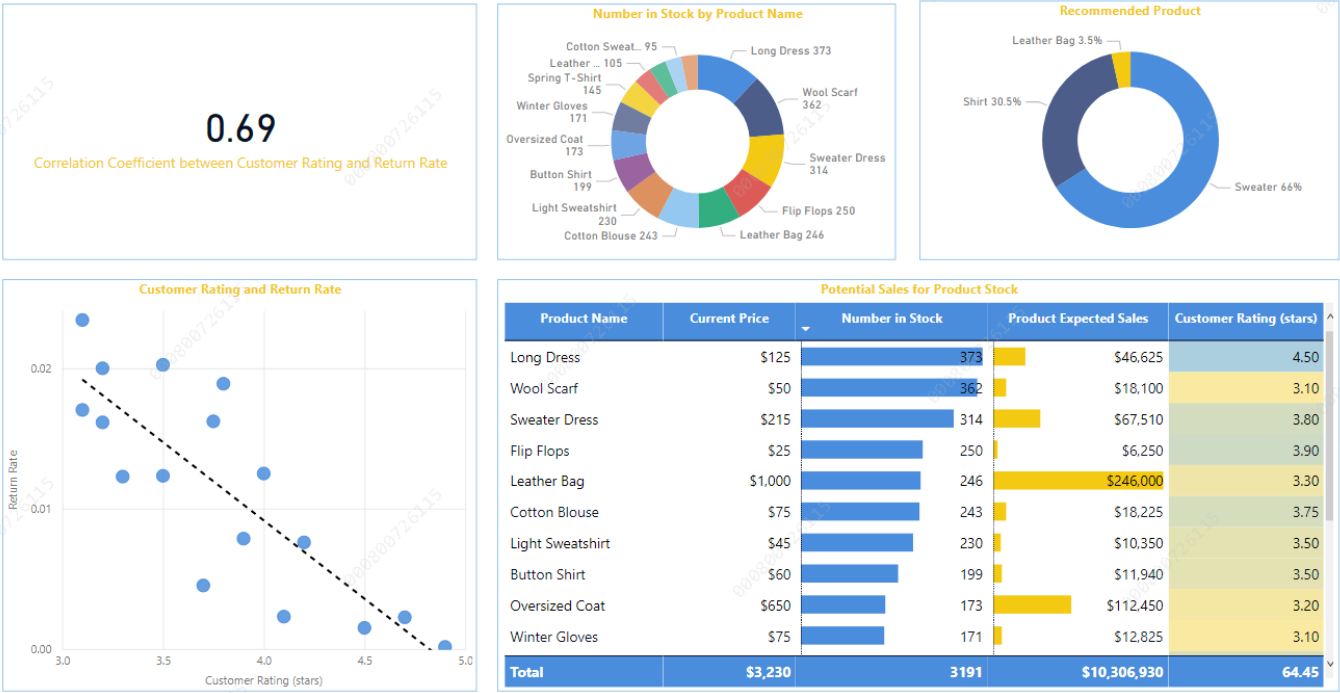 0.69
Correlation Coefficient between Customer Rating and Return Rate
Number in Stock by Product Name
Cotton Sweat... 95
Long Dress 373
Leather ... 105
Spring T-Shirt
145
Wool Scarf
362
Winter Gloves
171
Oversized Coat
173
Sweater Dress
314
Button Shirt
199
Light Sweatshirt
230
Flip Flops 250
Cotton Blouse 243
Leather Bag 246
Recommended Product
Leather Bag 3.5%
Shirt 30.5%
Sweater 66%
Customer Rating and Return Rate
Return Rate
0.02
0.01
0.00
3.0 3.5 4.0 4.5 5.0
Customer Rating (stars)
Potential Sales for Product Stock
Product Name Current Price Number in Stock Product Expected Sales Customer Rating (stars)
Long Dress $125 373 $46,625 4.50
Wool Scarf $50 362 $18,100 3.10
Sweater Dress $215 314 $67,510 3.80
Flip Flops $25 250 $6,250 3.90
Leather Bag $1,000 246 $246,000 3.30
Cotton Blouse $75 243 $18,225 3.75
Light Sweatshirt $45 230 $10,350 3.50
Button Shirt $60 199 $11,940 3.50
Oversized Coat $650 173 $112,450 3.20
Winter Gloves $75 171 $12,825 3.10
Total $3,230 3191 $10,306,930 64.45
000800726115